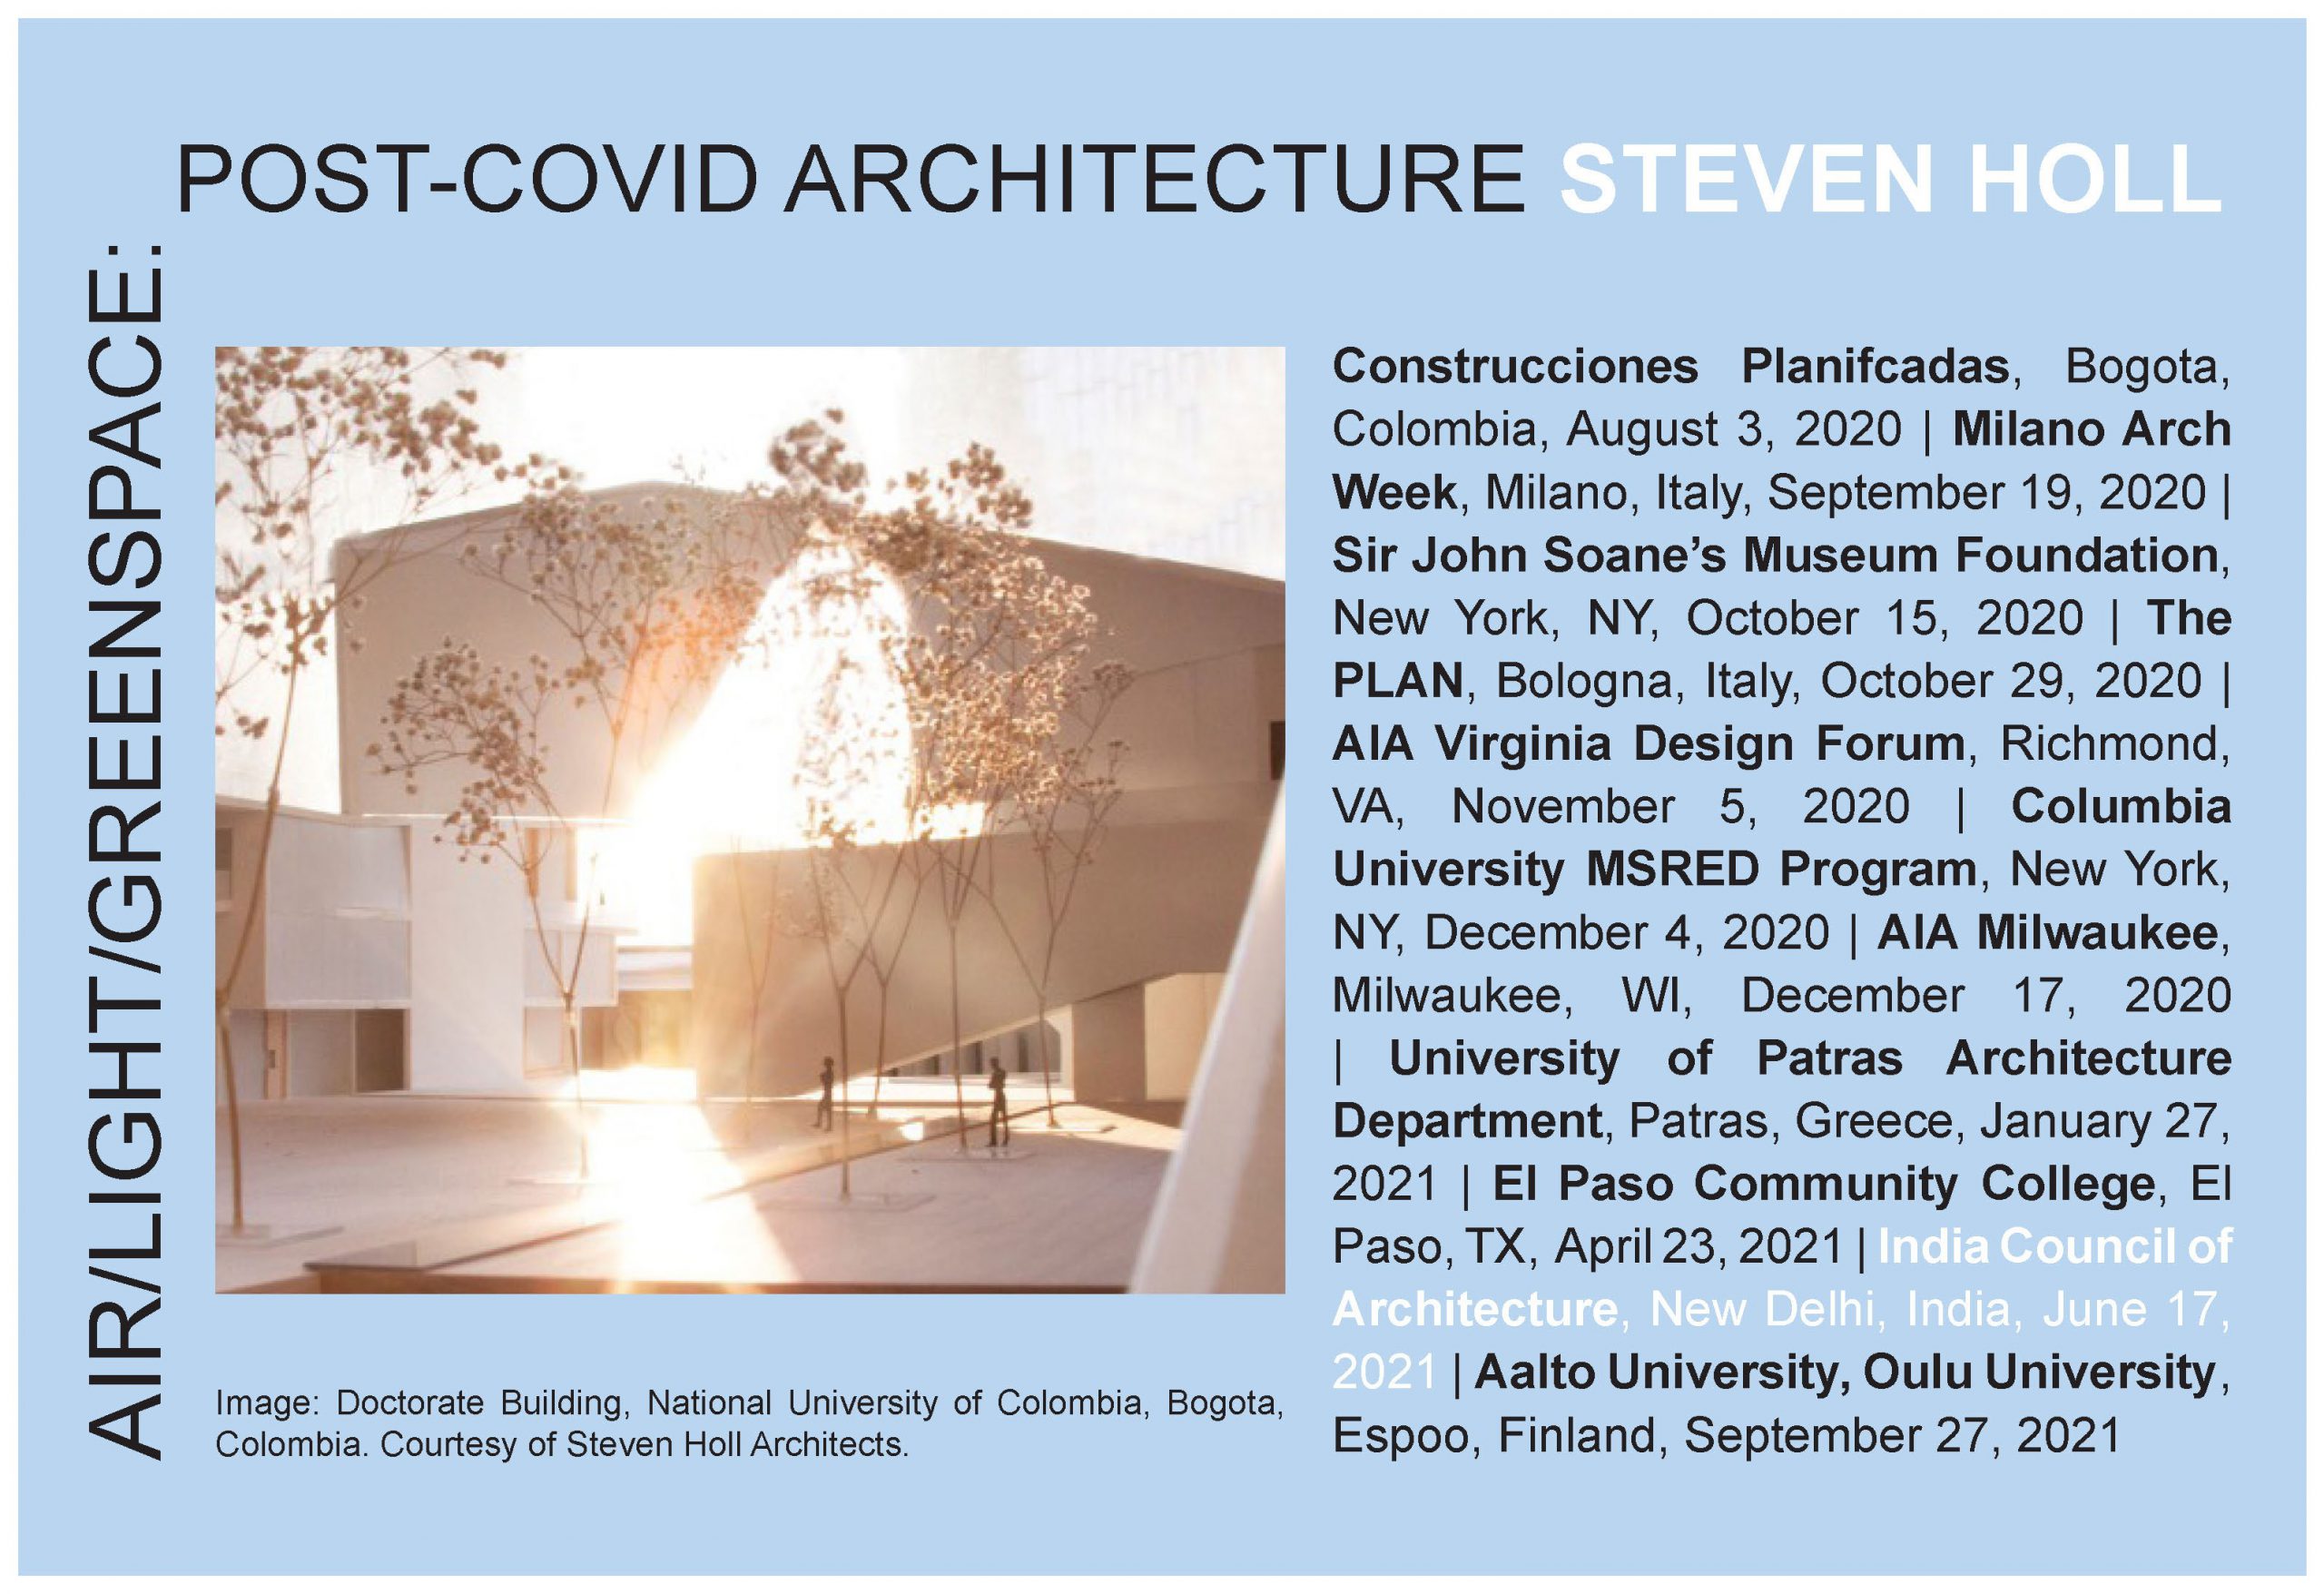 AIR/LIGHT/GREENSPACE:
POST-COVID ARCHITECTURE STEVEN HOLL
Construcciones Planifcadas, Bogota,
Colombia, August 3, 2020 | Milano Arch
Week, Milano, Italy, September 19, 2020 |
Sir John Soane’s Museum Foundation,
New York, NY, October 15, 2020 | The
PLAN, Bologna, Italy, October 29, 2020 |
AIA Virginia Design Forum, Richmond,
VA, November 5, 2020 | Columbia
University MSRED Program, New York,
NY, December 4, 2020 | AIA Milwaukee,
Milwaukee, WI, December 17, 2020
| University of Patras Architecture
Department, Patras, Greece, January 27,
2021 | El Paso Community College, El
Paso, TX, April 23, 2021 | India Council of
Architecture, New Delhi, India, June 17,
2021 | Aalto University, Oulu University,
Espoo, Finland, September 27, 2021
Image: Doctorate Building, National University of Colombia, Bogota,
Colombia. Courtesy of Steven Holl Architects.